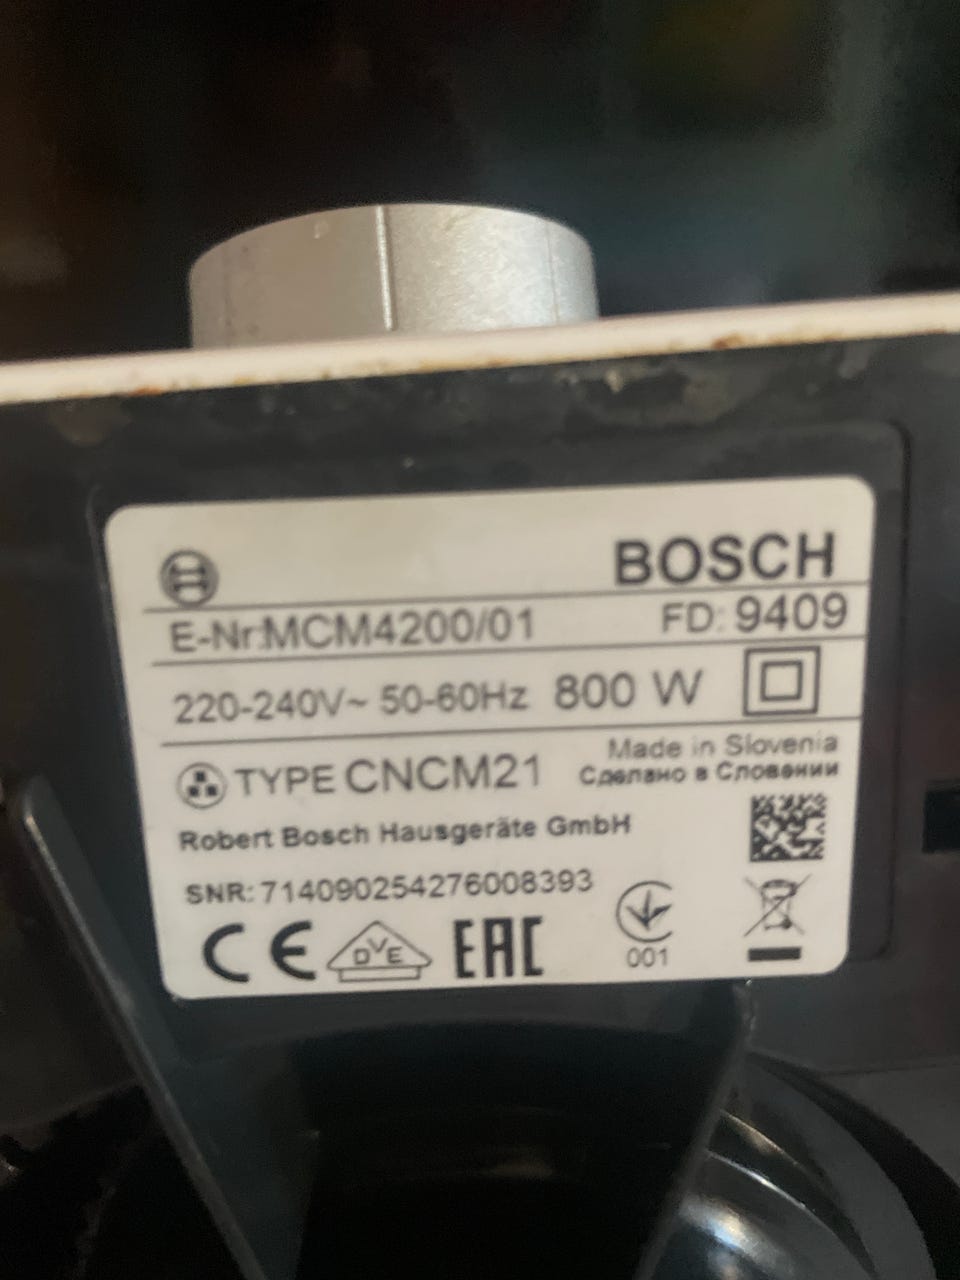 BOSCH
E-Nr:MCM4200/01 FD: 9409
220-240V~ 50-60Hz 800 W
TYPE CNCM21
Made in Slovenia
Сделано в Словении
Robert Bosch Hausgeräte GmbH
SNR: 714090254276008393
CE DVE EAC 001